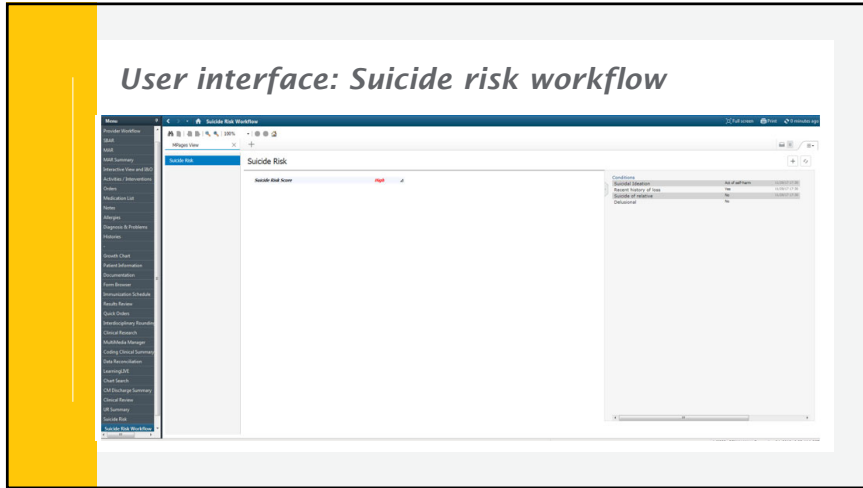 User interface: Suicide risk workflow
Menu
Suicide Risk Workflow
Full screen Print 0 minutes ago
Provider Workflow
SBAR
MAR
MAR Summary
Interactive View and I&O
Activities / Interventions
Orders
Medication List
Notes
Allergies
Diagnosis & Problems
Histories
Growth Chart
Patient Information
Documentation
Form Browser
Immunization Schedule
Results Review
Quick Orders
Interdisciplinary Roundin
Clinical Research
MultiMedia Manager
Coding Clinical Summary
Data Reconciliation
LearningLIVE
Chart Search
CM Discharge Summary
Clinical Review
UR Summary
Suicide Risk
Suicide Risk Workflow
100%
MPages View
Suicide Risk
Suicide Risk
Suicide Risk Score High 
Conditions
Suicidal Ideation Act of self harm
Recent history of loss Yes
Suicide of relative No
Delusional No